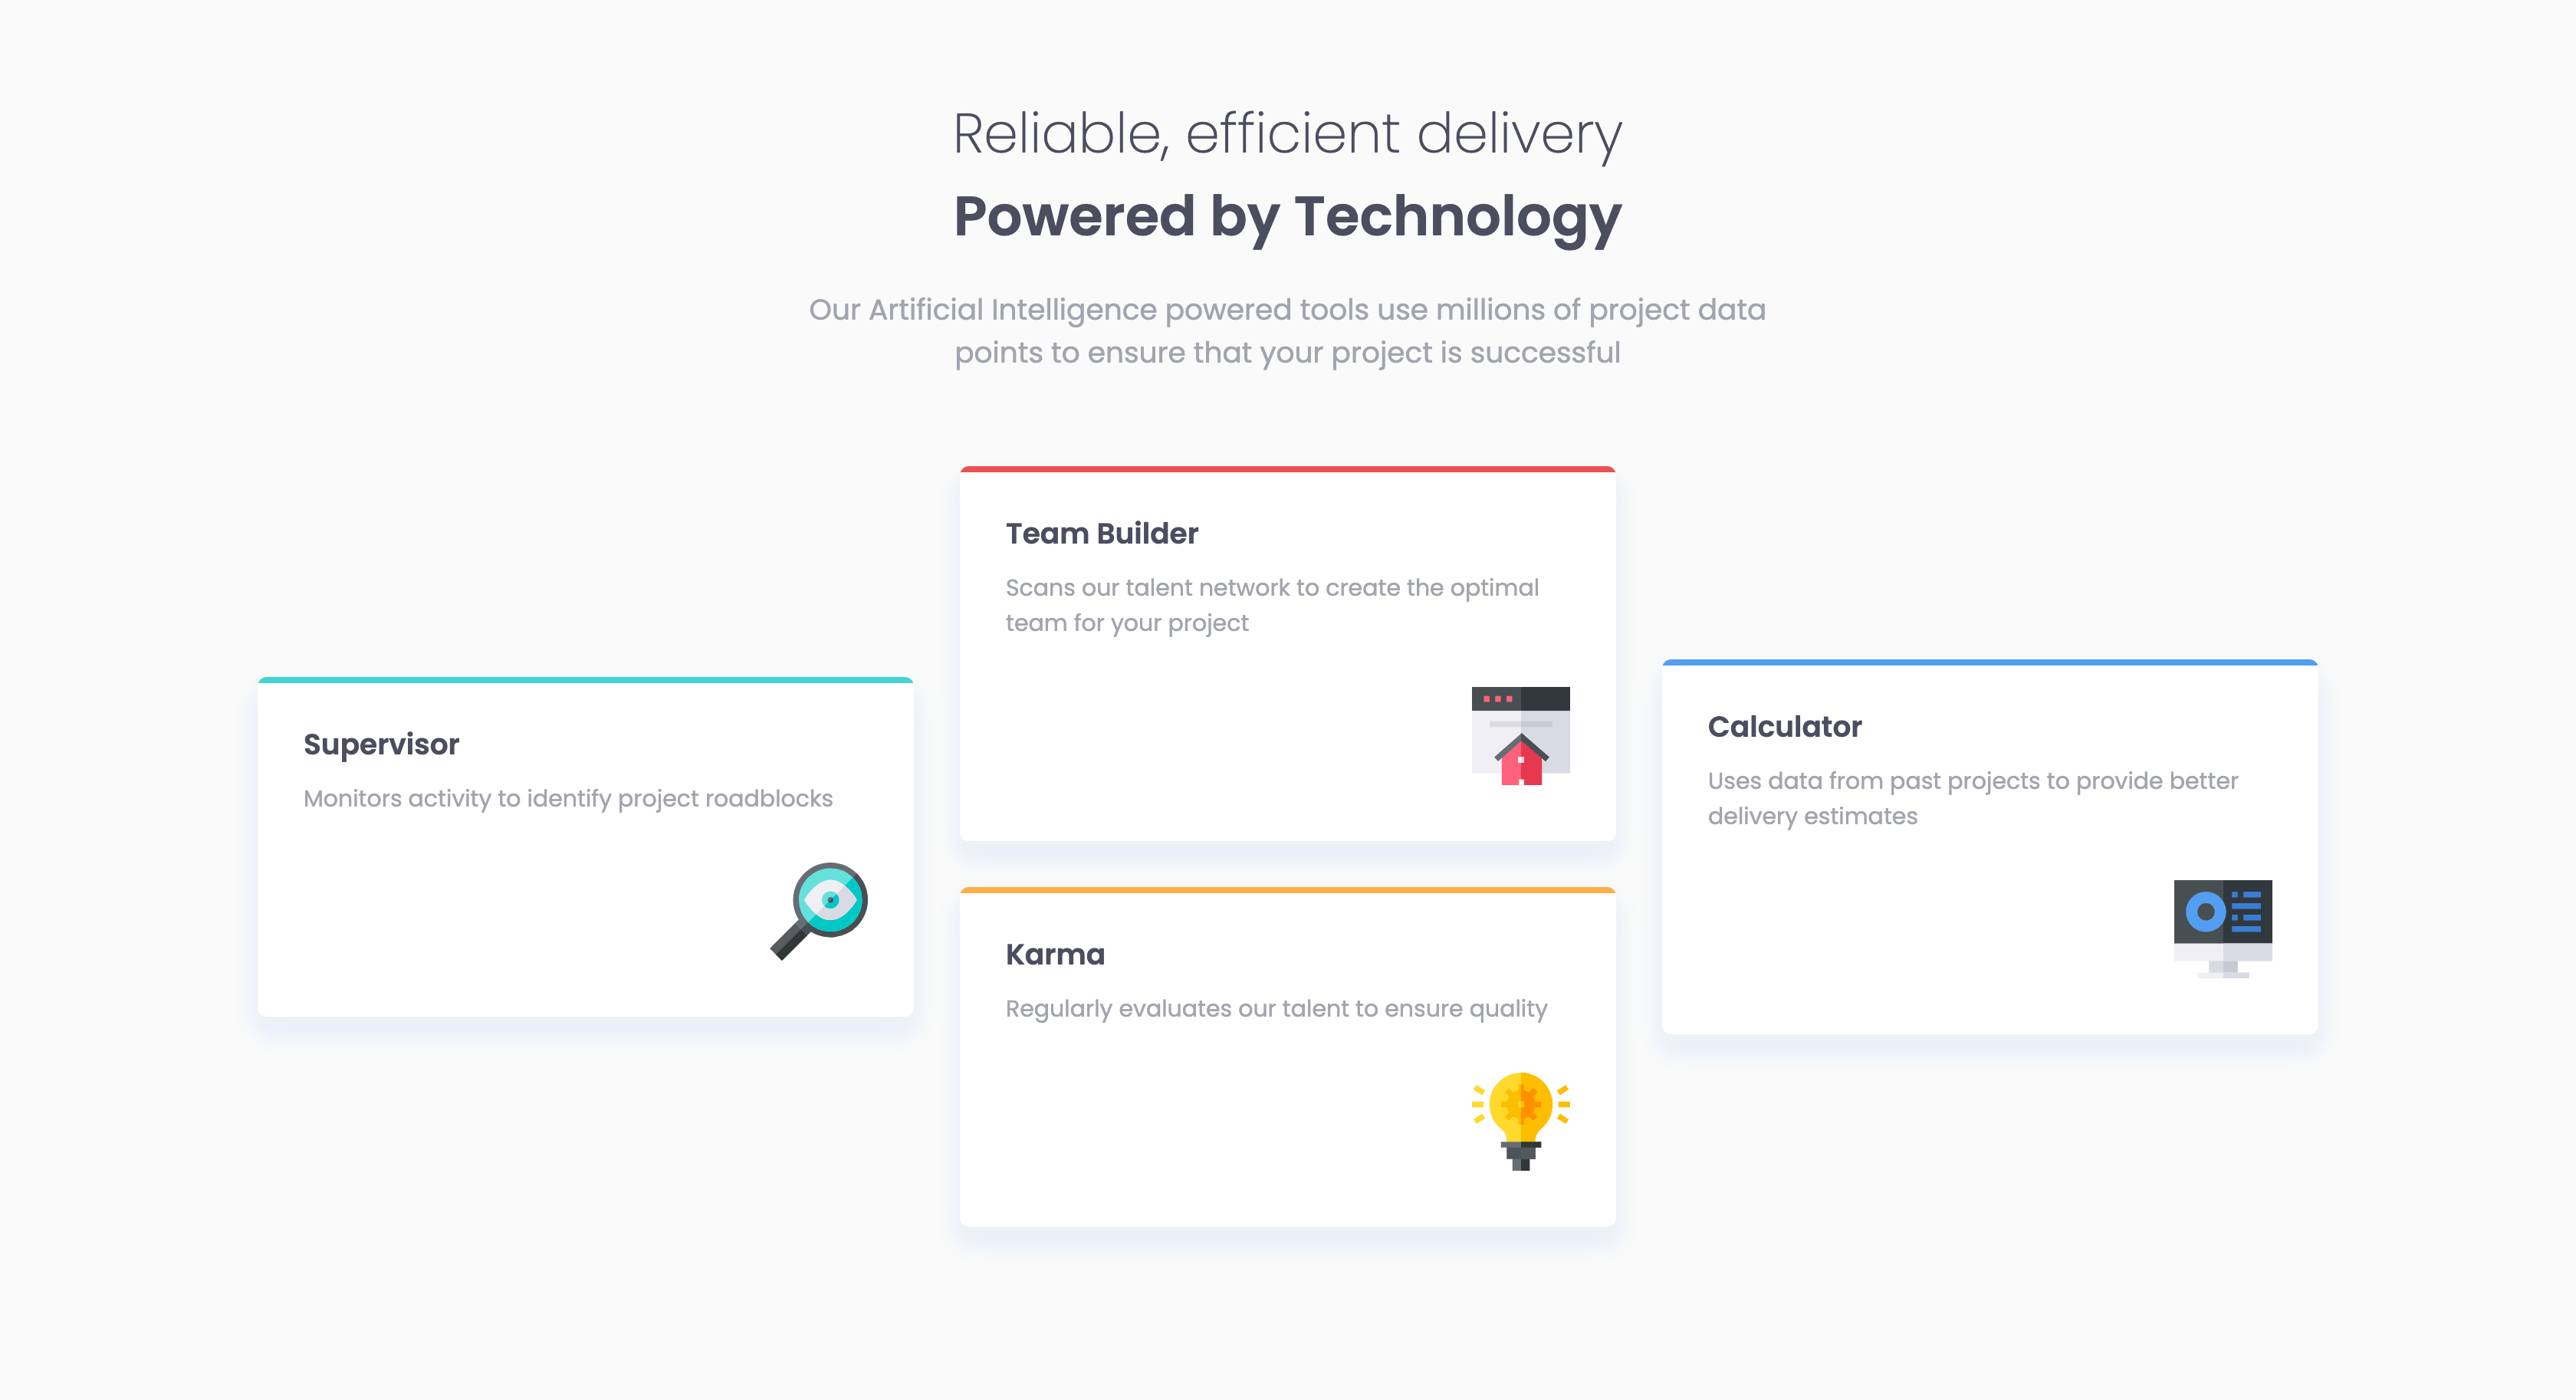 Reliable, efficient delivery
Powered by Technology
Our Artificial Intelligence powered tools use millions of project data
points to ensure that your project is successful
Supervisor
Monitors activity to identify project roadblocks
Team Builder
Scans our talent network to create the optimal
team for your project
Karma
Regularly evaluates our talent to ensure quality
Calculator
Uses data from past projects to provide better
delivery estimates